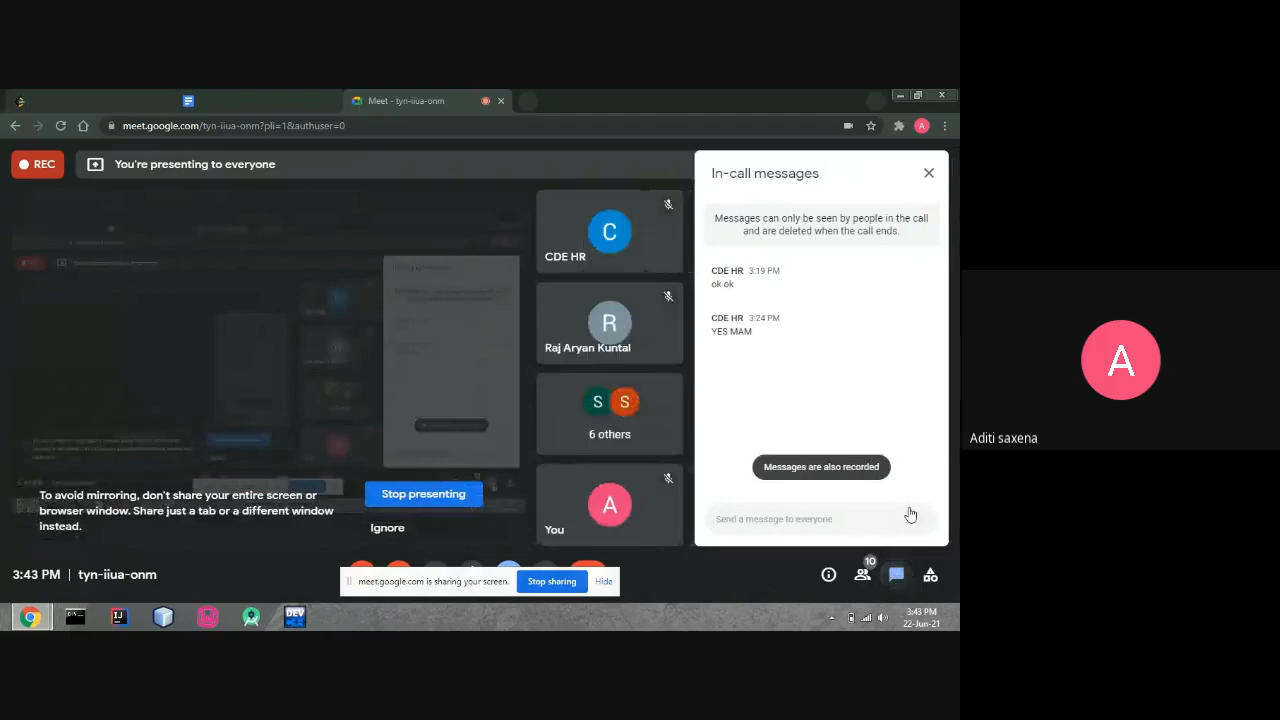 Meet - tyn-iiua-onm
meet.google.com/tyn-iiua-onm?pli=1&authuser=0
A
REC
You're presenting to everyone
In-call messages
Messages can only be seen by people in the call
and are deleted when the call ends.
C
CDE HR
CDE HR 3:19 PM
ok ok
R
Raj Aryan Kuntal
CDE HR 3:24 PM
YES MAM
S S
6 others
A
Aditi saxena
Messages are also recorded
To avoid mirroring, don't share your entire screen or
browser window. Share just a tab or a different window
instead.
Stop presenting
Ignore
A
You
Send a message to everyone
3:43 PM | tyn-iiua-onm
meet.google.com is sharing your screen.
Stop sharing
Hide
10
IJ
DEV
3:43 PM
22-Jun-21